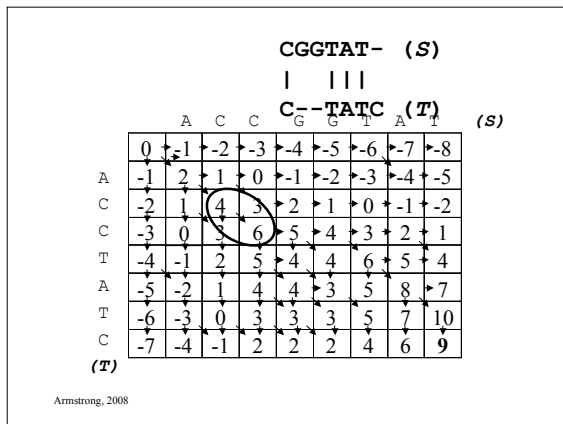 CGGTAT- (S)
| |||
C--TATC (T)
A C C G G T A T (S)
0 -1 -2 -3 -4 -5 -6 -7 -8
A -1 2 1 0 -1 -2 -3 -4 -5
C -2 1 4 3 2 1 0 -1 -2
C -3 0 3 6 5 4 3 2 1
T -4 -1 2 5 4 4 6 5 4
A -5 -2 1 4 4 3 5 8 7
T -6 -3 0 3 3 3 5 7 10
C -7 -4 -1 2 2 2 4 6 9
(T)
Armstrong, 2008